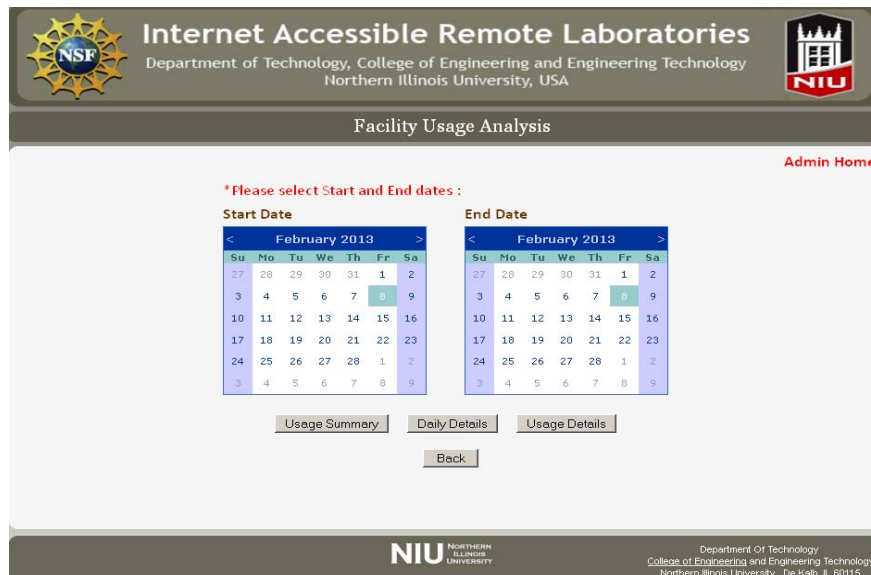 NSF
Internet Accessible Remote Laboratories
Department of Technology, College of Engineering and Engineering Technology
Northern Illinois University, USA
NIU
Facility Usage Analysis
Admin Home
*Please select Start and End dates :
Start Date
< February 2013 >
Su Mo Tu We Th Fr Sa
27 28 29 30 31 1 2
3 4 5 6 7 8 9
10 11 12 13 14 15 16
17 18 19 20 21 22 23
24 25 26 27 28 1 2
3 4 5 6 7 8 9
End Date
< February 2013 >
Su Mo Tu We Th Fr Sa
27 28 29 30 31 1 2
3 4 5 6 7 8 9
10 11 12 13 14 15 16
17 18 19 20 21 22 23
24 25 26 27 28 1 2
3 4 5 6 7 8 9
Usage Summary Daily Details Usage Details
Back
NIU NORTHERN
ILLINOIS
UNIVERSITY
Department Of Technology
College of Engineering and Engineering Technology
Northern Illinois University, De Kalb, IL 60115